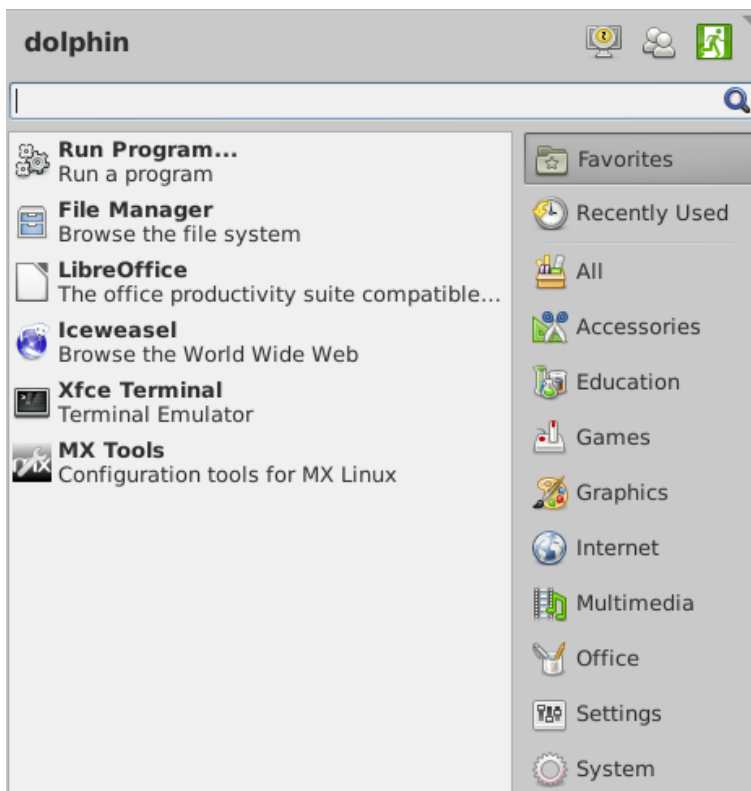 dolphin
Run Program...
Run a program
File Manager
Browse the file system
LibreOffice
The office productivity suite compatible...
Iceweasel
Browse the World Wide Web
Xfce Terminal
Terminal Emulator
MX Tools
Configuration tools for MX Linux
Favorites
Recently Used
All
Accessories
Education
Games
Graphics
Internet
Multimedia
Office
Settings
System